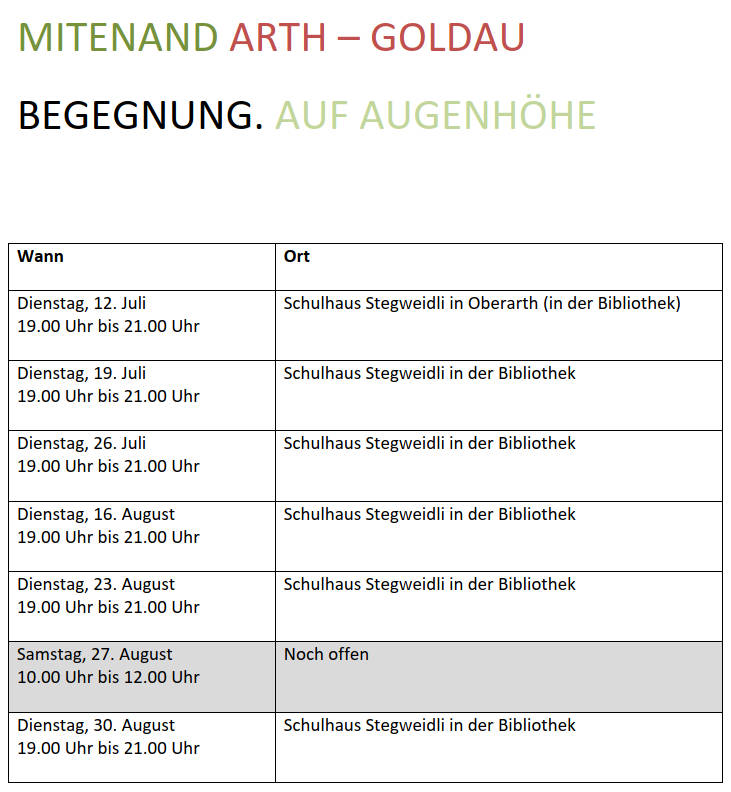 MITENAND ARTH – GOLDAU
BEGEGNUNG. AUF AUGENHÖHE
Wann Ort
Dienstag, 12. Juli Schulhaus Stegweidli in Oberarth (in der Bibliothek)
19.00 Uhr bis 21.00 Uhr
Dienstag, 19. Juli Schulhaus Stegweidli in der Bibliothek
19.00 Uhr bis 21.00 Uhr
Dienstag, 26. Juli Schulhaus Stegweidli in der Bibliothek
19.00 Uhr bis 21.00 Uhr
Dienstag, 16. August Schulhaus Stegweidli in der Bibliothek
19.00 Uhr bis 21.00 Uhr
Dienstag, 23. August Schulhaus Stegweidli in der Bibliothek
19.00 Uhr bis 21.00 Uhr
Samstag, 27. August Noch offen
10.00 Uhr bis 12.00 Uhr
Dienstag, 30. August Schulhaus Stegweidli in der Bibliothek
19.00 Uhr bis 21.00 Uhr